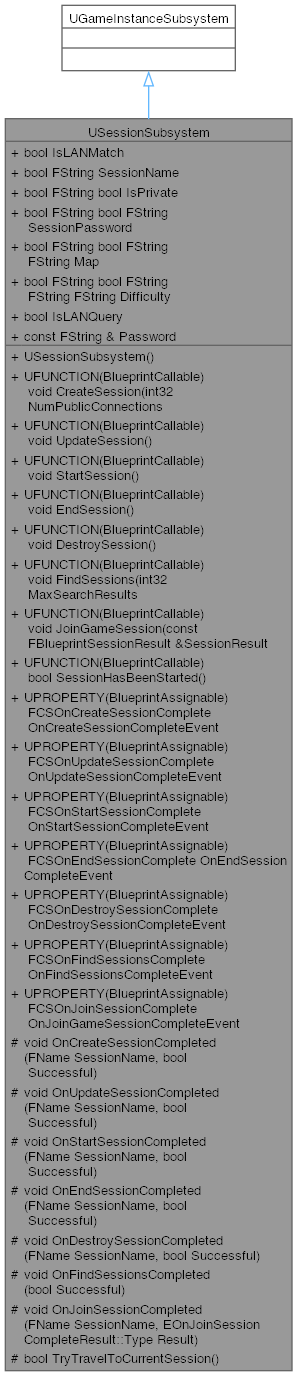 UGameInstanceSubsystem
USessionSubsystem
+ bool IsLANMatch
+ bool FString SessionName
+ bool FString bool IsPrivate
+ bool FString bool FString
SessionPassword
+ bool FString bool FString
FString Map
+ bool FString bool FString
FString FString Difficulty
+ bool IsLANQuery
+ const FString & Password
+ USessionSubsystem()
+ UFUNCTION(BlueprintCallable)
void CreateSession(int32
NumPublicConnections
+ UFUNCTION(BlueprintCallable)
void UpdateSession()
+ UFUNCTION(BlueprintCallable)
void StartSession()
+ UFUNCTION(BlueprintCallable)
void EndSession()
+ UFUNCTION(BlueprintCallable)
void DestroySession()
+ UFUNCTION(BlueprintCallable)
void FindSessions(int32
MaxSearchResults
+ UFUNCTION(BlueprintCallable)
void JoinGameSession(const
FBlueprintSessionResult &SessionResult
+ UFUNCTION(BlueprintCallable)
bool SessionHasBeenStarted()
+ UPROPERTY(BlueprintAssignable)
FCSOnCreateSessionComplete
OnCreateSessionCompleteEvent
+ UPROPERTY(BlueprintAssignable)
FCSOnUpdateSessionComplete
OnUpdateSessionCompleteEvent
+ UPROPERTY(BlueprintAssignable)
FCSOnStartSessionComplete
OnStartSessionCompleteEvent
+ UPROPERTY(BlueprintAssignable)
FCSOnEndSessionComplete OnEndSession
CompleteEvent
+ UPROPERTY(BlueprintAssignable)
FCSOnDestroySessionComplete
OnDestroySessionCompleteEvent
+ UPROPERTY(BlueprintAssignable)
FCSOnFindSessionsComplete
OnFindSessionsCompleteEvent
+ UPROPERTY(BlueprintAssignable)
FCSOnJoinSessionComplete
OnJoinGameSessionCompleteEvent
# void OnCreateSessionCompleted
(FName SessionName, bool
Successful)
# void OnUpdateSessionCompleted
(FName SessionName, bool
Successful)
# void OnStartSessionCompleted
(FName SessionName, bool
Successful)
# void OnEndSessionCompleted
(FName SessionName, bool
Successful)
# void OnDestroySessionCompleted
(FName SessionName, bool Successful)
# void OnFindSessionsCompleted
(bool Successful)
# void OnJoinSessionCompleted
(FName SessionName, EOnJoinSession
CompleteResult::Type Result)
# bool TryTravelToCurrentSession()